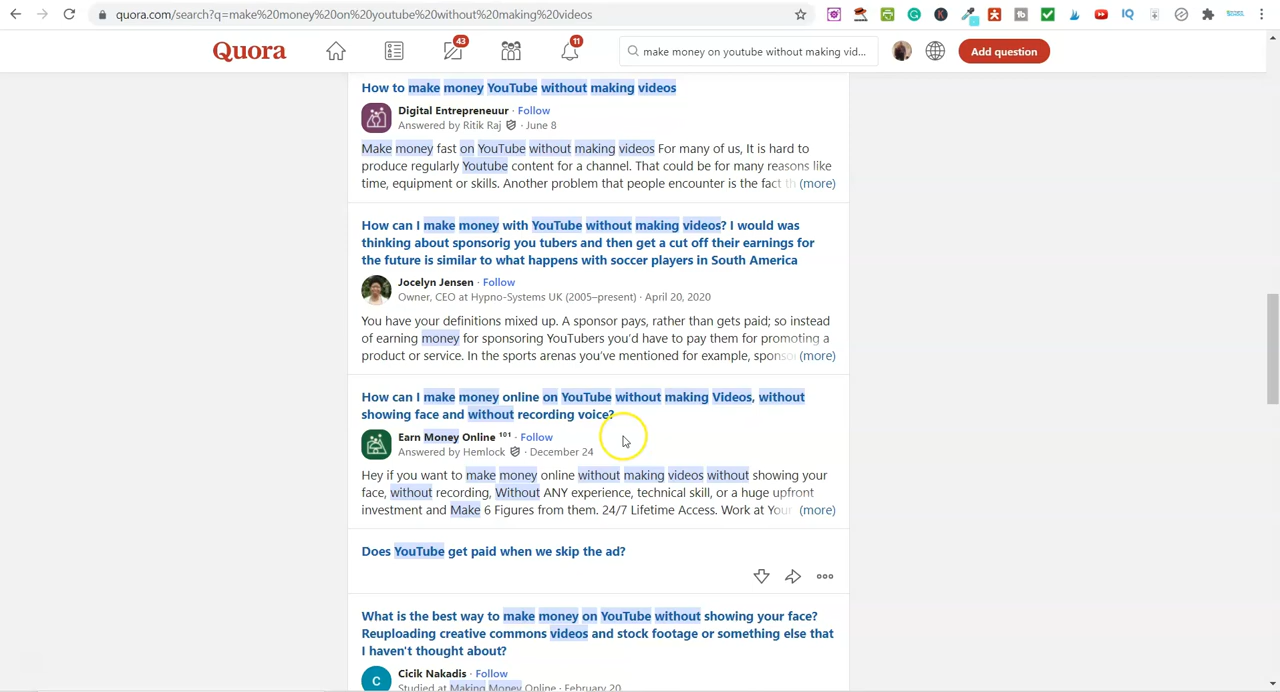 quora.com/search?q=make%20money%20on%20youtube%20without%20making%20videos
Quora
43
11
make money on youtube without making vid...
Add question
How to make money YouTube without making videos
Digital Entrepreneuur · Follow
Answered by Ritik Raj · June 8
Make money fast on YouTube without making videos For many of us, It is hard to
produce regularly Youtube content for a channel. That could be for many reasons like
time, equipment or skills. Another problem that people encounter is the fact th (more)
How can I make money with YouTube without making videos? I would was
thinking about sponsorig you tubers and then get a cut off their earnings for
the future is similar to what happens with soccer players in South America
Jocelyn Jensen · Follow
Owner, CEO at Hypno-Systems UK (2005–present) · April 20, 2020
You have your definitions mixed up. A sponsor pays, rather than gets paid; so instead
of earning money for sponsoring YouTubers you'd have to pay them for promoting a
product or service. In the sports arenas you've mentioned for example, sponso (more)
How can I make money online on YouTube without making Videos, without
showing face and without recording voice?
Earn Money Online ¹⁰¹ · Follow
Answered by Hemlock · December 24
Hey if you want to make money online without making videos without showing your
face, without recording, Without ANY experience, technical skill, or a huge upfront
investment and Make 6 Figures from them. 24/7 Lifetime Access. Work at Your (more)
Does YouTube get paid when we skip the ad?
What is the best way to make money on YouTube without showing your face?
Reuploading creative commons videos and stock footage or something else that
I haven't thought about?
C
Cicik Nakadis · Follow
Studied at Making Money Online · February 20